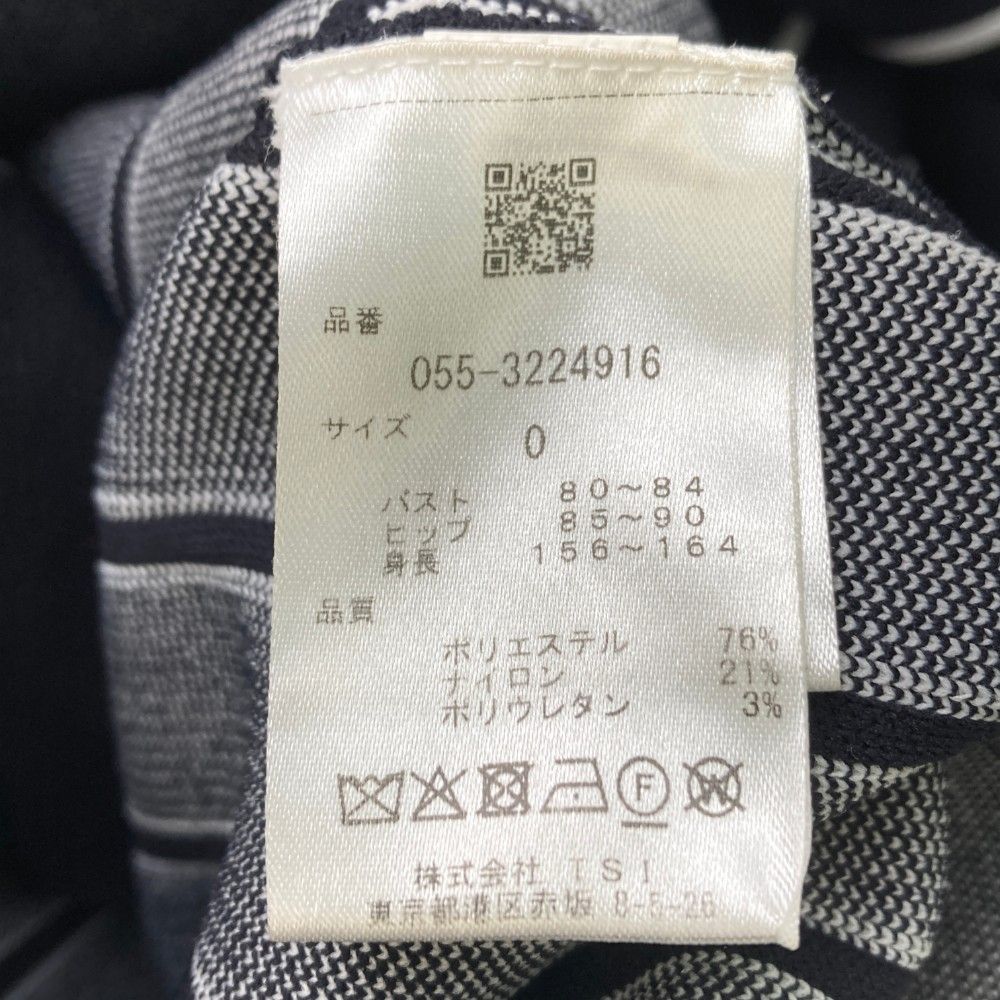 品番
055-3224916
サイズ 0
バスト 80～84
ヒップ 85～90
身長 156～164
品質
ポリエステル 76%
ナイロン 21%
ポリウレタン 3%
F W
株式会社 TSI
東京都港区赤坂 8-5-26